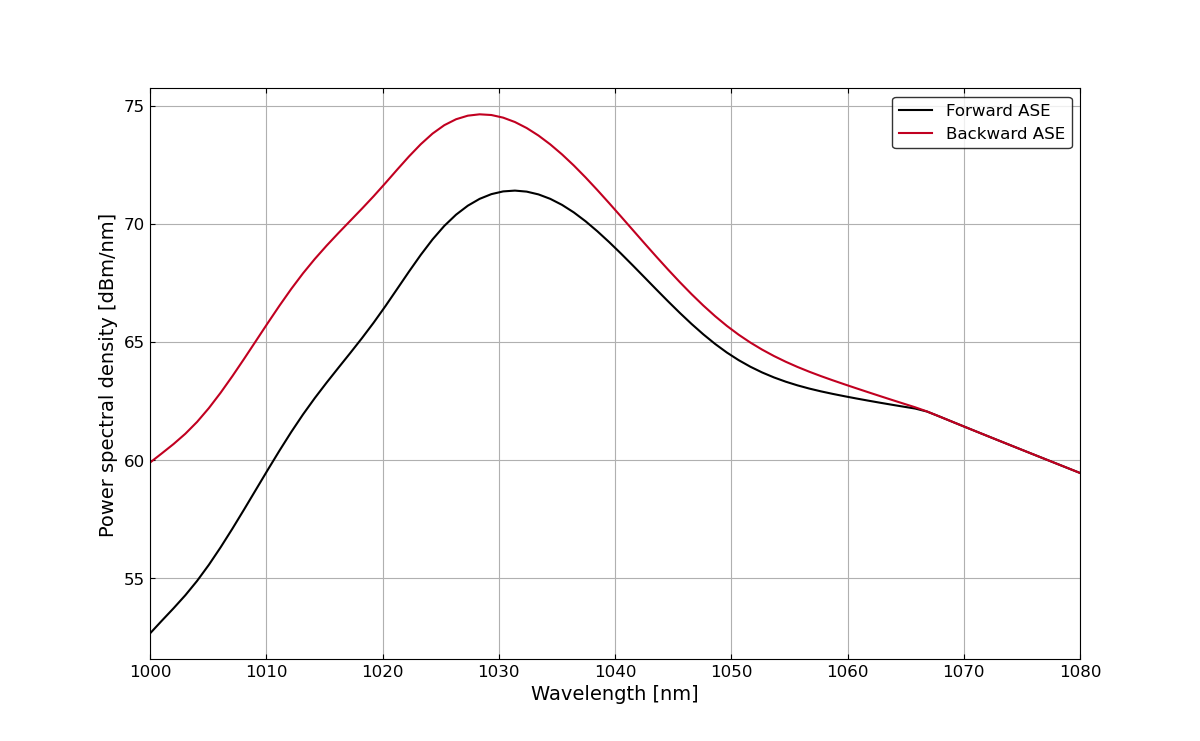 Forward ASE
Backward ASE
Power spectral density [dBm/nm]
75
70
65
60
55
1000 1010 1020 1030 1040 1050 1060 1070 1080
Wavelength [nm]